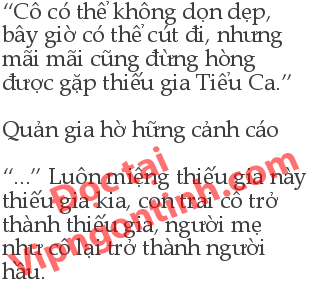 “Cô có thể không dọn dẹp,
bây giờ có thể cút đi, nhưng
mãi mãi cũng đừng hòng
được gặp thiếu gia Tiểu Ca.”
Quản gia hờ hững cảnh cáo
“...” Luôn miệng thiếu gia này
thiếu gia kia, con trai cô trở
thành thiếu gia, người mẹ
như cô lại trở thành người
hầu.
Đọc tại
Vipngontinh.com